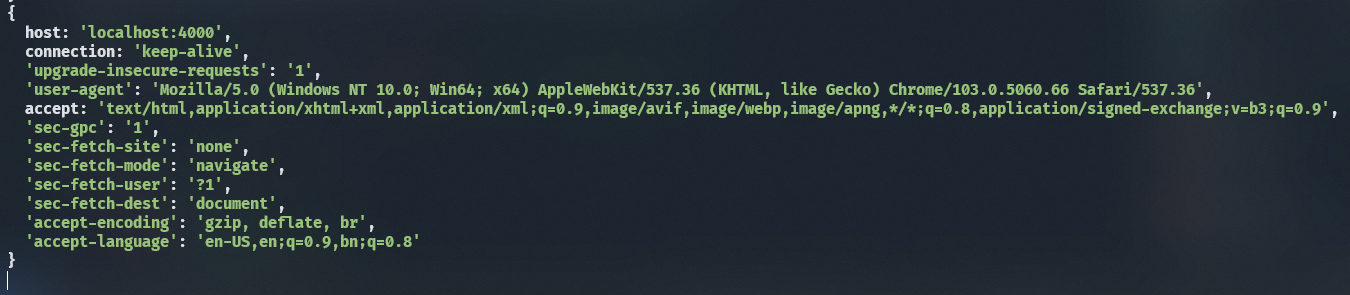 {
host: 'localhost:4000',
connection: 'keep-alive',
'upgrade-insecure-requests': '1',
'user-agent': 'Mozilla/5.0 (Windows NT 10.0; Win64; x64) AppleWebKit/537.36 (KHTML, like Gecko) Chrome/103.0.5060.66 Safari/537.36',
accept: 'text/html,application/xhtml+xml,application/xml;q=0.9,image/avif,image/webp,image/apng,*/*;q=0.8,application/signed-exchange;v=b3;q=0.9',
'sec-gpc': '1',
'sec-fetch-site': 'none',
'sec-fetch-mode': 'navigate',
'sec-fetch-user': '?1',
'sec-fetch-dest': 'document',
'accept-encoding': 'gzip, deflate, br',
'accept-language': 'en-US,en;q=0.9,bn;q=0.8'
}